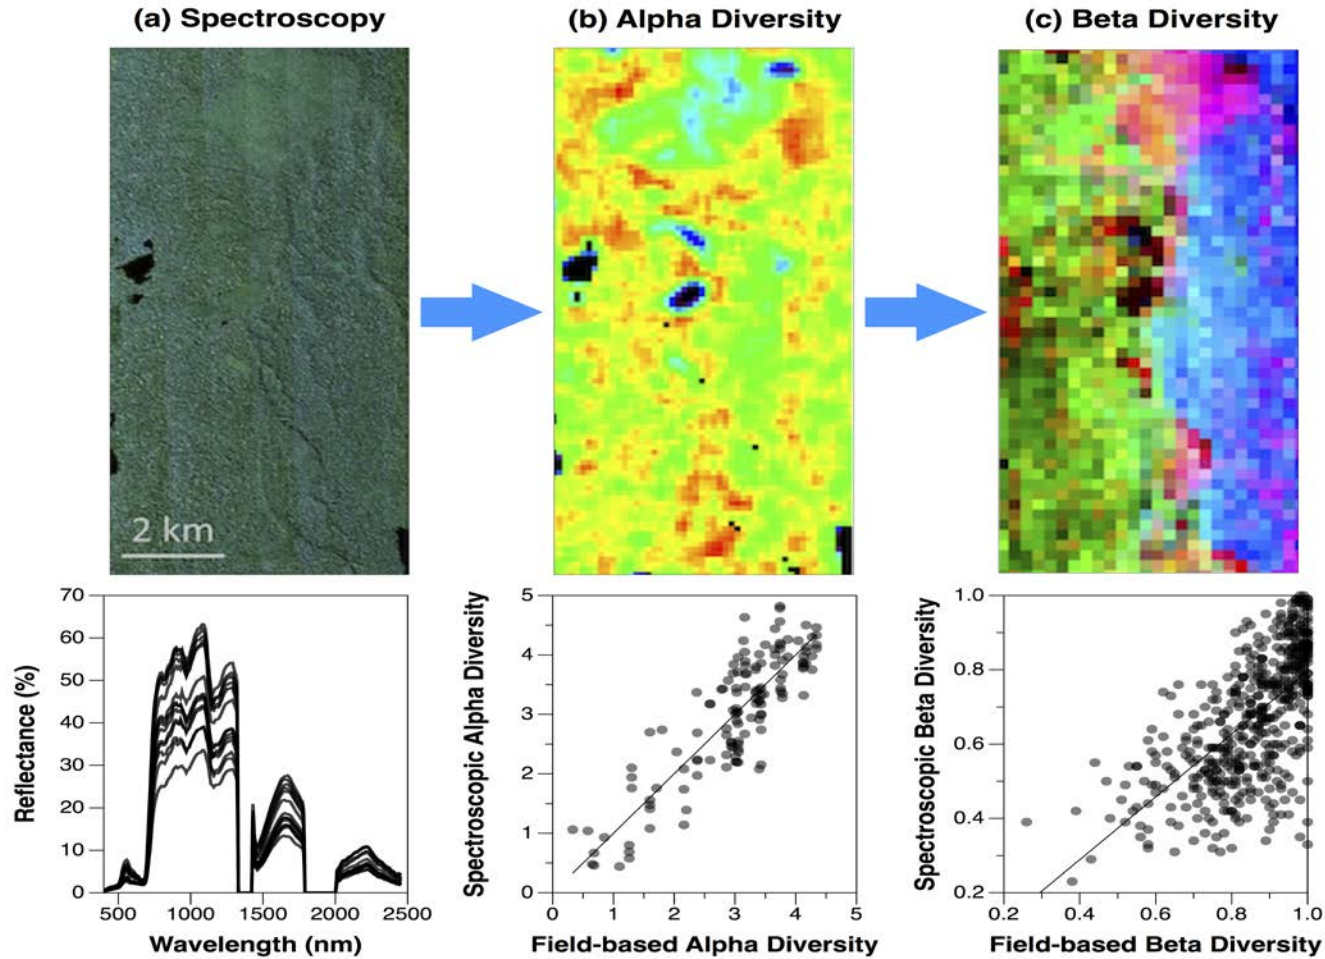 (a) Spectroscopy
(b) Alpha Diversity
(c) Beta Diversity
2 km
70
60
50
40
30
20
10
0
Reflectance (%)
500 1000 1500 2000 2450
Wavelength (nm)
5
4
3
2
1
0
Spectroscopic Alpha Diversity
0 1 2 3 4 5
Field-based Alpha Diversity
1.0
0.8
0.6
0.4
0.2
Spectroscopic Beta Diversity
0.2 0.4 0.6 0.8 1.0
Field-based Beta Diversity